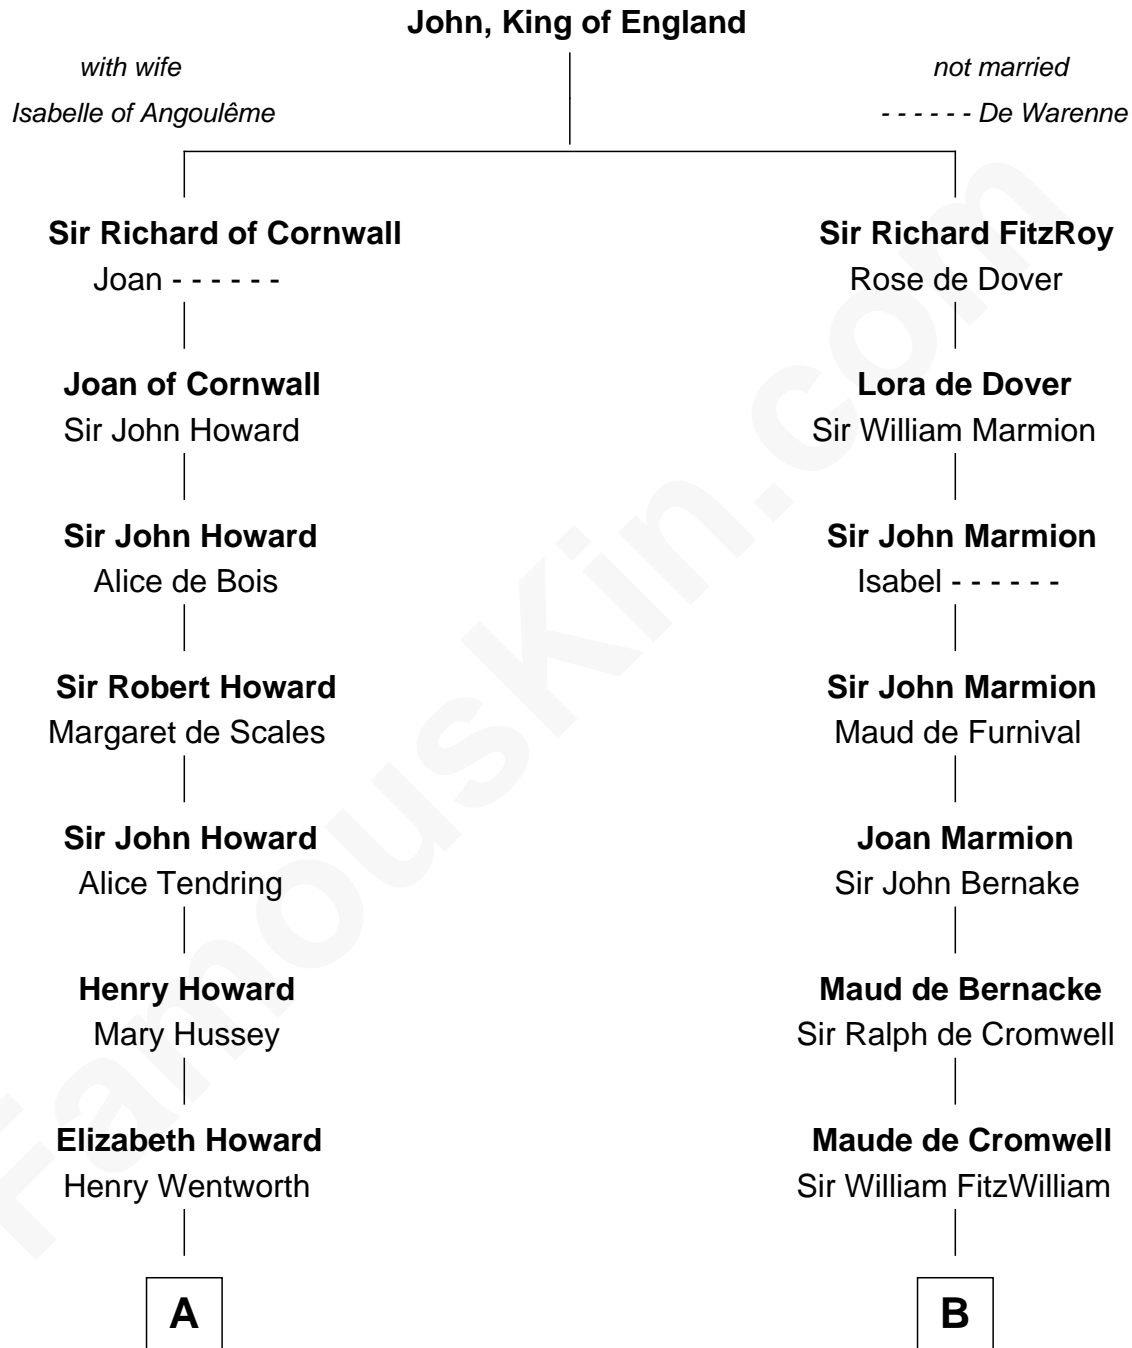 John, King of England
with wife
Isabelle of Angoulême
not married
- - - - - - De Warenne
Sir Richard of Cornwall
Joan - - - - - -
Sir Richard FitzRoy
Rose de Dover
Joan of Cornwall
Sir John Howard
Lora de Dover
Sir William Marmion
Sir John Howard
Alice de Bois
Sir John Marmion
Isabel - - - - - -
Sir Robert Howard
Margaret de Scales
Sir John Marmion
Maud de Furnival
Sir John Howard
Alice Tendring
Joan Marmion
Sir John Bernake
Henry Howard
Mary Hussey
Maud de Bernacke
Sir Ralph de Cromwell
Elizabeth Howard
Henry Wentworth
Maude de Cromwell
Sir William FitzWilliam
A
B
FamousKin.com